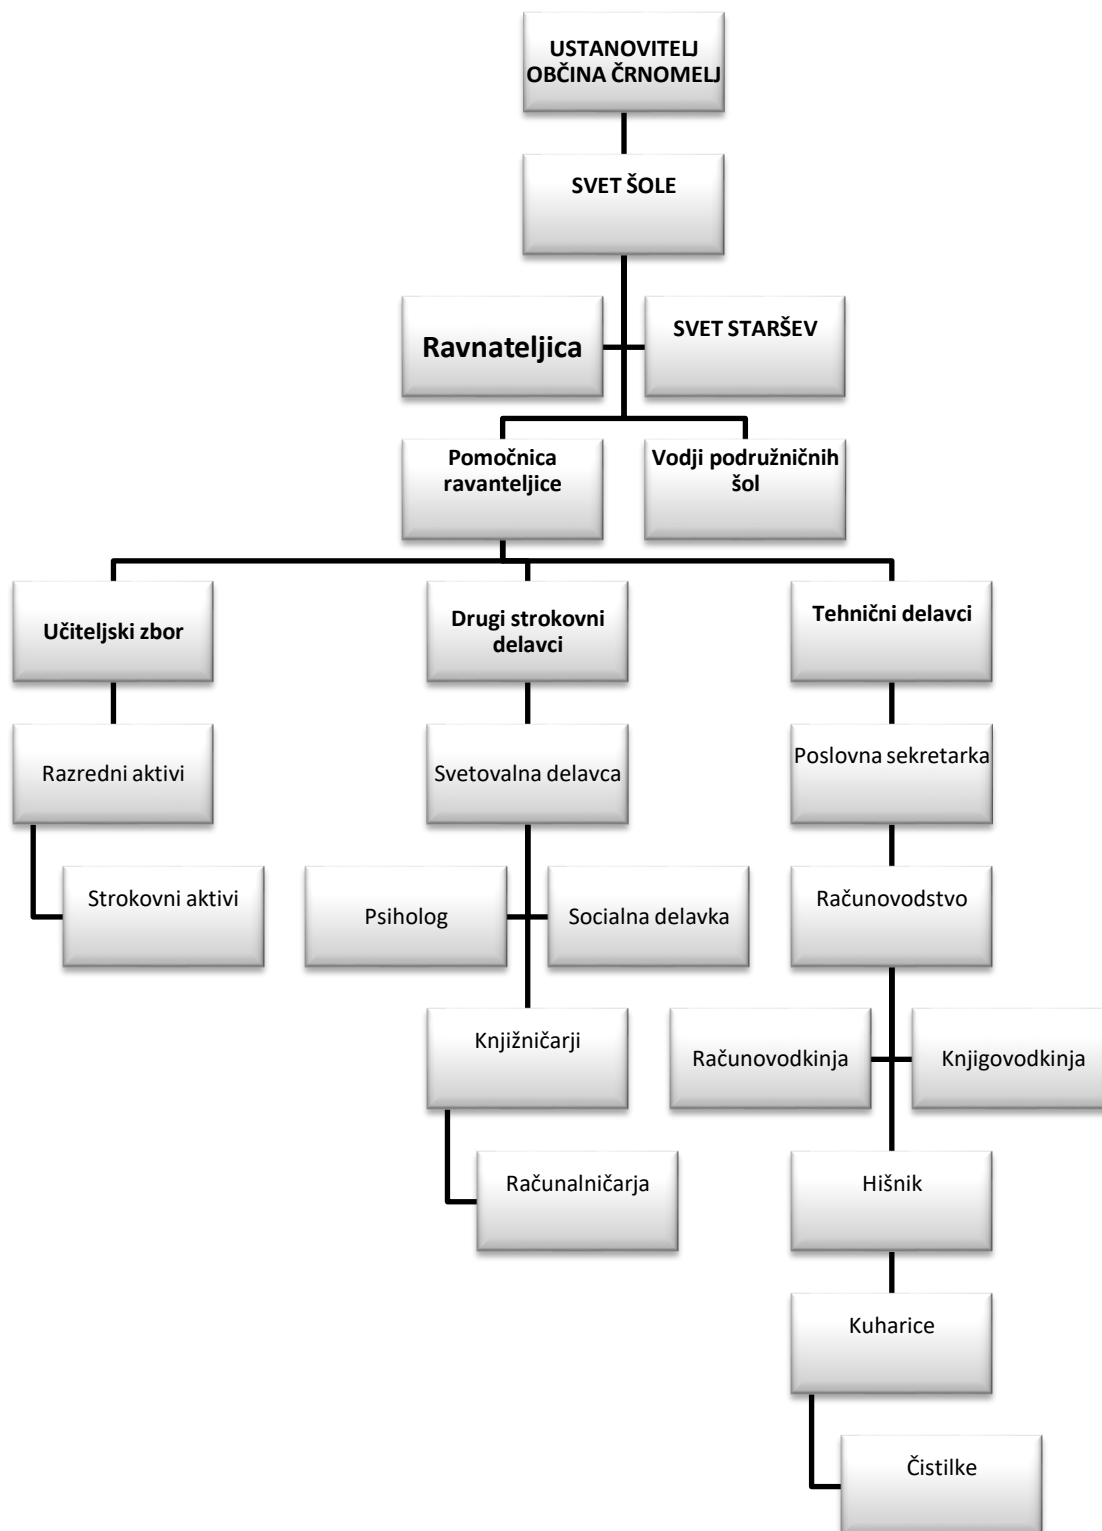 USTANOVITELJ
OBČINA ČRNOMELJ
SVET ŠOLE
Ravnateljica
SVET STARŠEV
Pomočnica
ravanteljice
Vodji podružničnih
šol
Učiteljski zbor
Drugi strokovni
delavci
Tehnični delavci
Razredni aktivi
Svetovalna delavca
Poslovna sekretarka
Strokovni aktivi
Psiholog
Socialna delavka
Računovodstvo
Knjižničarji
Računovodkinja
Knjigovodkinja
Računalničarja
Hišnik
Kuharice
Čistilke